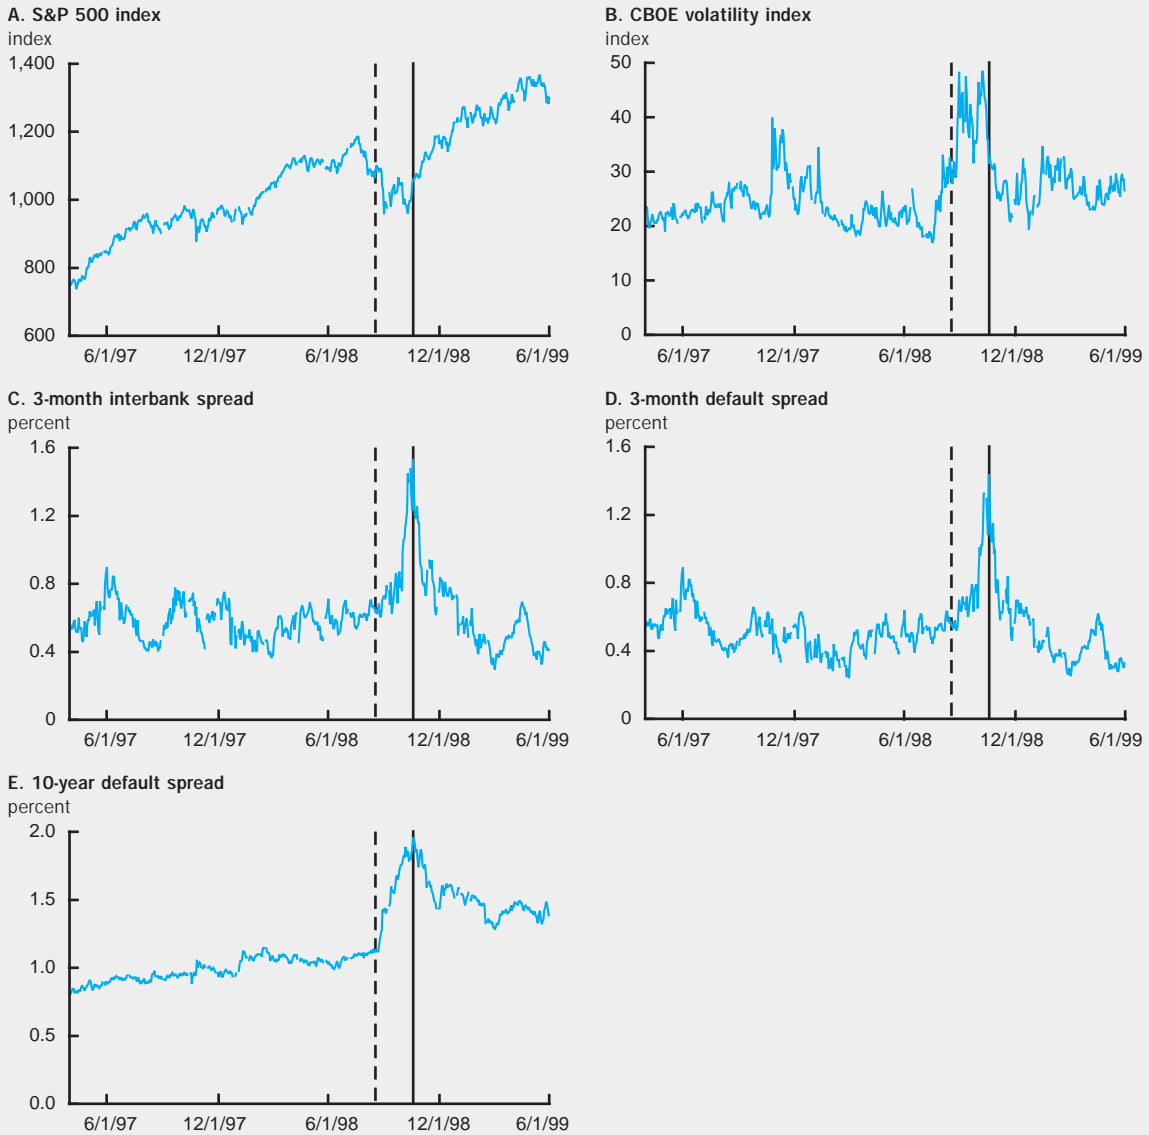 A. S&P 500 index
index
1,400
1,200
1,000
800
600
6/1/97 12/1/97 6/1/98 12/1/98 6/1/99
B. CBOE volatility index
index
50
40
30
20
10
0
6/1/97 12/1/97 6/1/98 12/1/98 6/1/99
C. 3-month interbank spread
percent
1.6
1.2
0.8
0.4
0
6/1/97 12/1/97 6/1/98 12/1/98 6/1/99
D. 3-month default spread
percent
1.6
1.2
0.8
0.4
0
6/1/97 12/1/97 6/1/98 12/1/98 6/1/99
E. 10-year default spread
percent
2.0
1.5
1.0
0.5
0.0
6/1/97 12/1/97 6/1/98 12/1/98 6/1/99